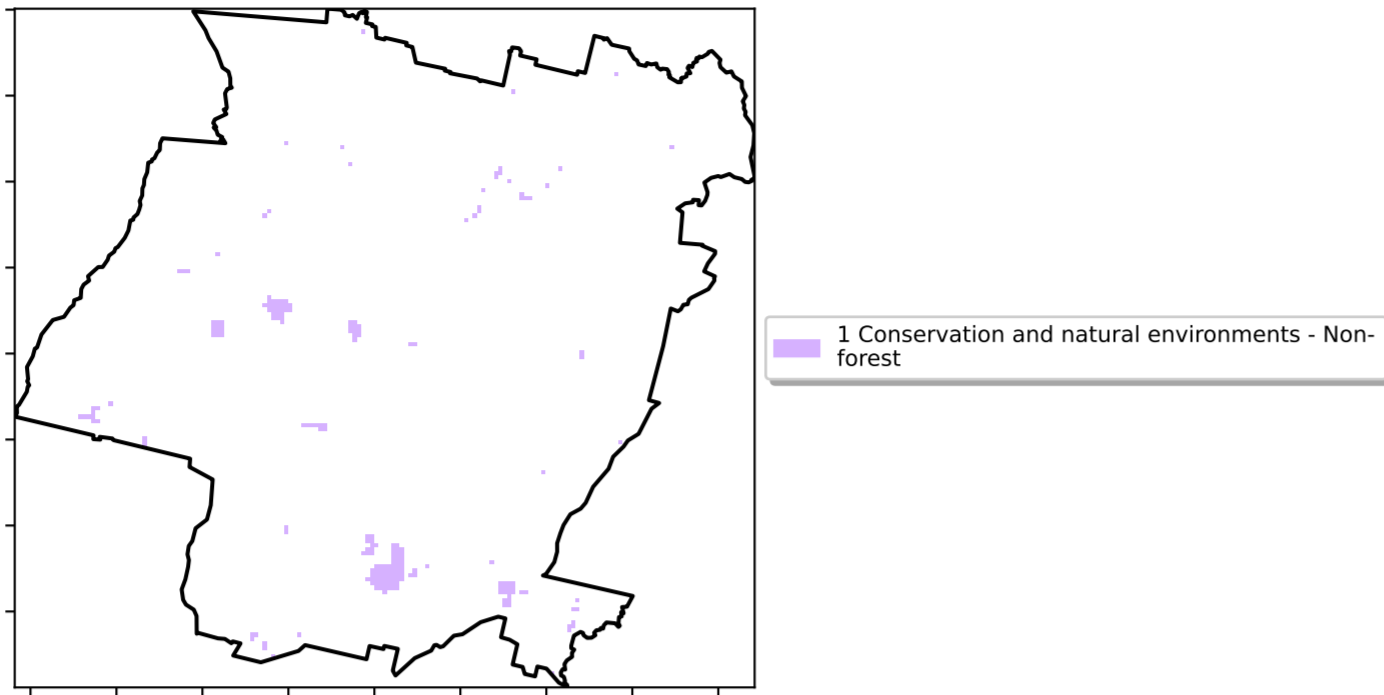 1 Conservation and natural environments - Non-
forest